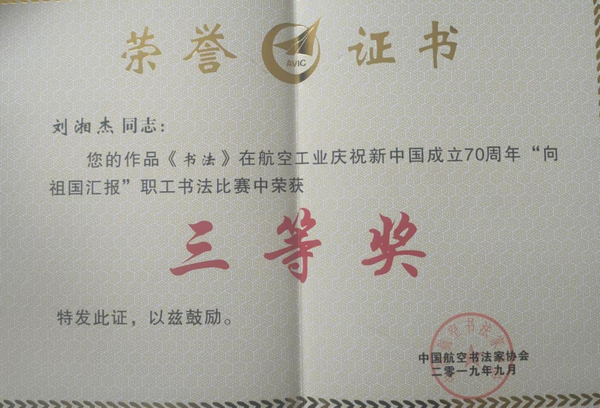 荣誉证书
AVIC
刘湘杰同志：
您的作品《书法》在航空工业庆祝新中国成立70周年“向
祖国汇报”职工书法比赛中荣获
三等奖
特发此证，以兹鼓励。
中国航空书法家协会
二零一九年九月